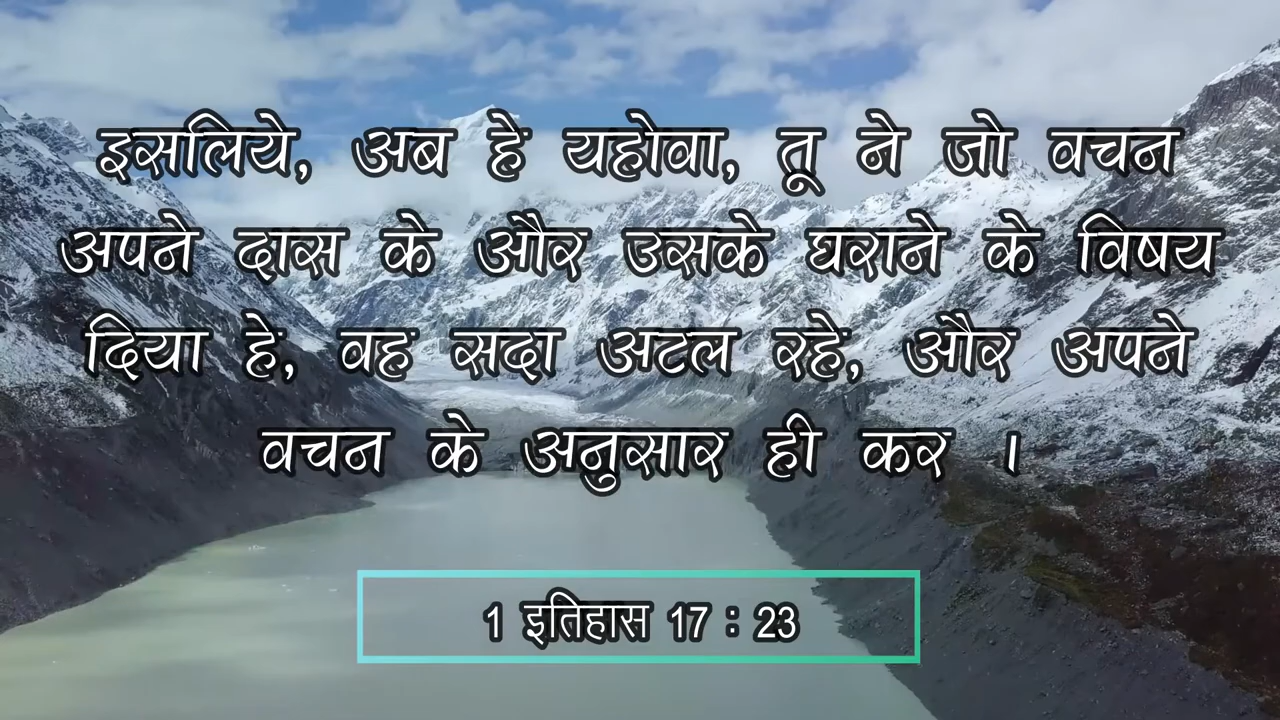 इसलिये, अब हे यहोवा, तू ने जो वचन
अपने दास के और उसके घराने के विषय
दिया हे, वह सदा अटल रहे, और अपने
वचन के अनुसार ही कर ।
1 इतिहास 17 : 23